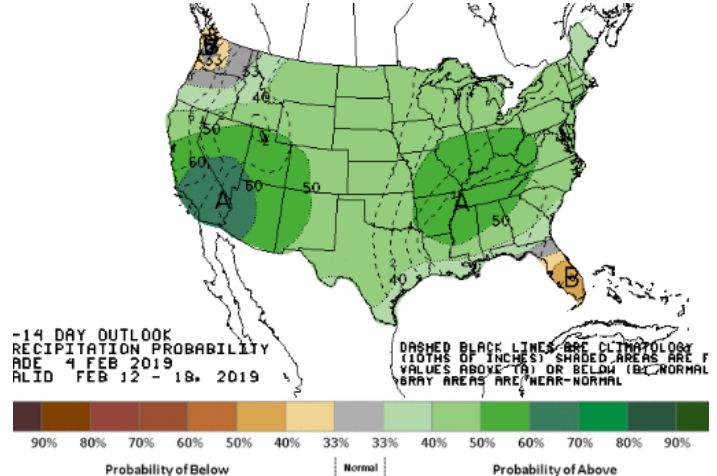 B
33
40
50
60
A
60
50
A
50
40
B
-14 DAY OUTLOOK
RECIPITATION PROBABILITY
ADE 4 FEB 2019
ALID FEB 12 - 18, 2019
DASHED BLACK LINES ARE CLIMATOLOGY
(10THS OF INCHES) SHADED AREAS ARE F
VALUES ABOVE (A) OR BELOW (B) NORMAL
GRAY AREAS ARE NEAR-NORMAL
90% 80% 70% 60% 50% 40% 33% 33% 40% 50% 60% 70% 80% 90%
Probability of Below Normal Probability of Above